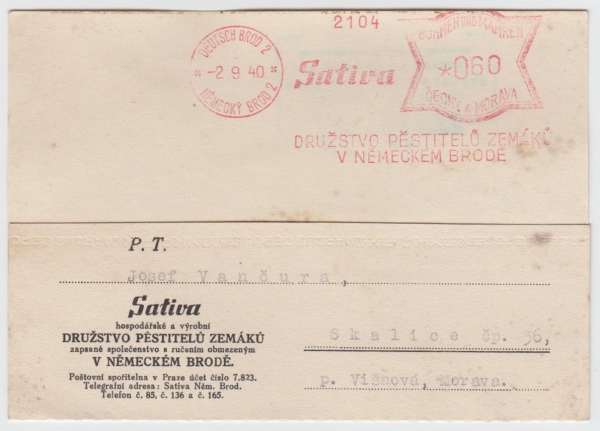 2104
DEUTSCH BROD 2
-2 9 40
NĚMECKÝ BROD 2
Sativa
BÖHMEN UND MÄHREN
*060
ČECHY A MORAVA
DRUŽSTVO PĚSTITELŮ ZEMÁKŮ
V NĚMECKÉM BRODĚ
P. T.
Josef Vančura,
Sativa
hospodářské a výrobní
DRUŽSTVO PĚSTITELŮ ZEMÁKŮ
zapsané společenstvo s ručením obmezeným
V NĚMECKÉM BRODĚ.
Poštovní spořitelna v Praze účet číslo 7.823.
Telegrafní adresa: Sativa Něm. Brod.
Telefon č. 85, č. 136 a č. 165.
Skalice čp. 36,
p. Višňová, Morava.